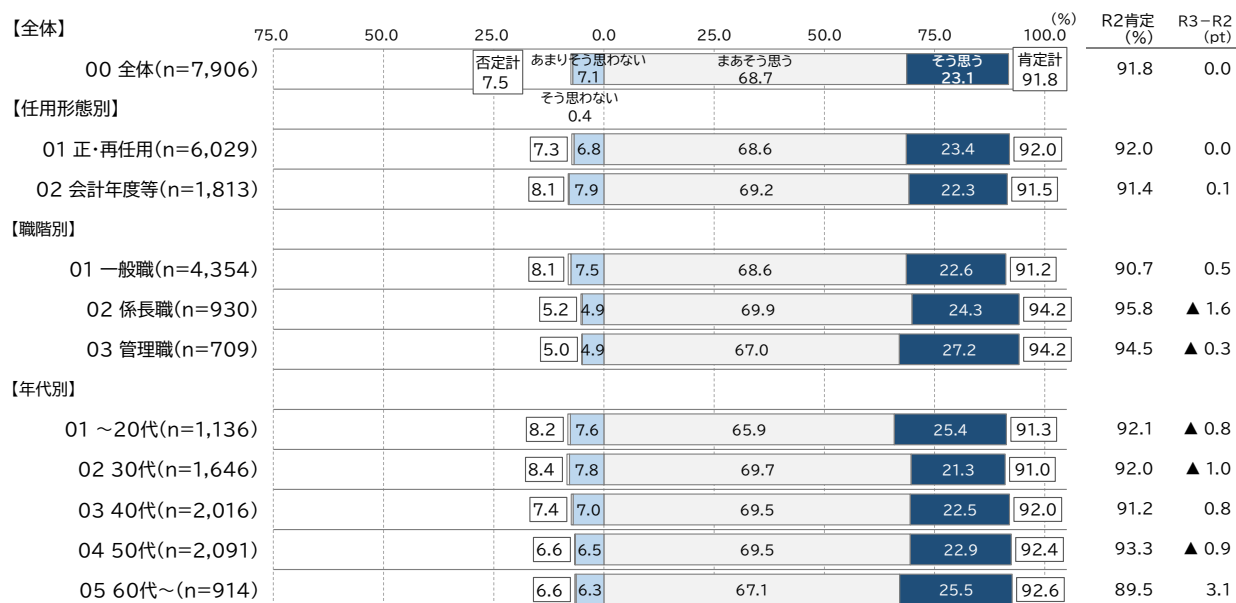 【全体】 (%) R2肯定 R3−R2
75.0 50.0 25.0 0.0 25.0 50.0 75.0 100.0 (%) (pt)
00 全体(n=7,906) 否定計 7.5 あまりそう思わない 7.1 まあそう思う 68.7 そう思う 23.1 肯定計 91.8 91.8 0.0
そう思わない
【任用形態別】 0.4
01 正・再任用(n=6,029) 7.3 6.8 68.6 23.4 92.0 92.0 0.0
02 会計年度等(n=1,813) 8.1 7.9 69.2 22.3 91.5 91.4 0.1
【職階別】
01 一般職(n=4,354) 8.1 7.5 68.6 22.6 91.2 90.7 0.5
02 係長職(n=930) 5.2 4.9 69.9 24.3 94.2 95.8 ▲ 1.6
03 管理職(n=709) 5.0 4.9 67.0 27.2 94.2 94.5 ▲ 0.3
【年代別】
01 ～20代(n=1,136) 8.2 7.6 65.9 25.4 91.3 92.1 ▲ 0.8
02 30代(n=1,646) 8.4 7.8 69.7 21.3 91.0 92.0 ▲ 1.0
03 40代(n=2,016) 7.4 7.0 69.5 22.5 92.0 91.2 0.8
04 50代(n=2,091) 6.6 6.5 69.5 22.9 92.4 93.3 ▲ 0.9
05 60代～(n=914) 6.6 6.3 67.1 25.5 92.6 89.5 3.1